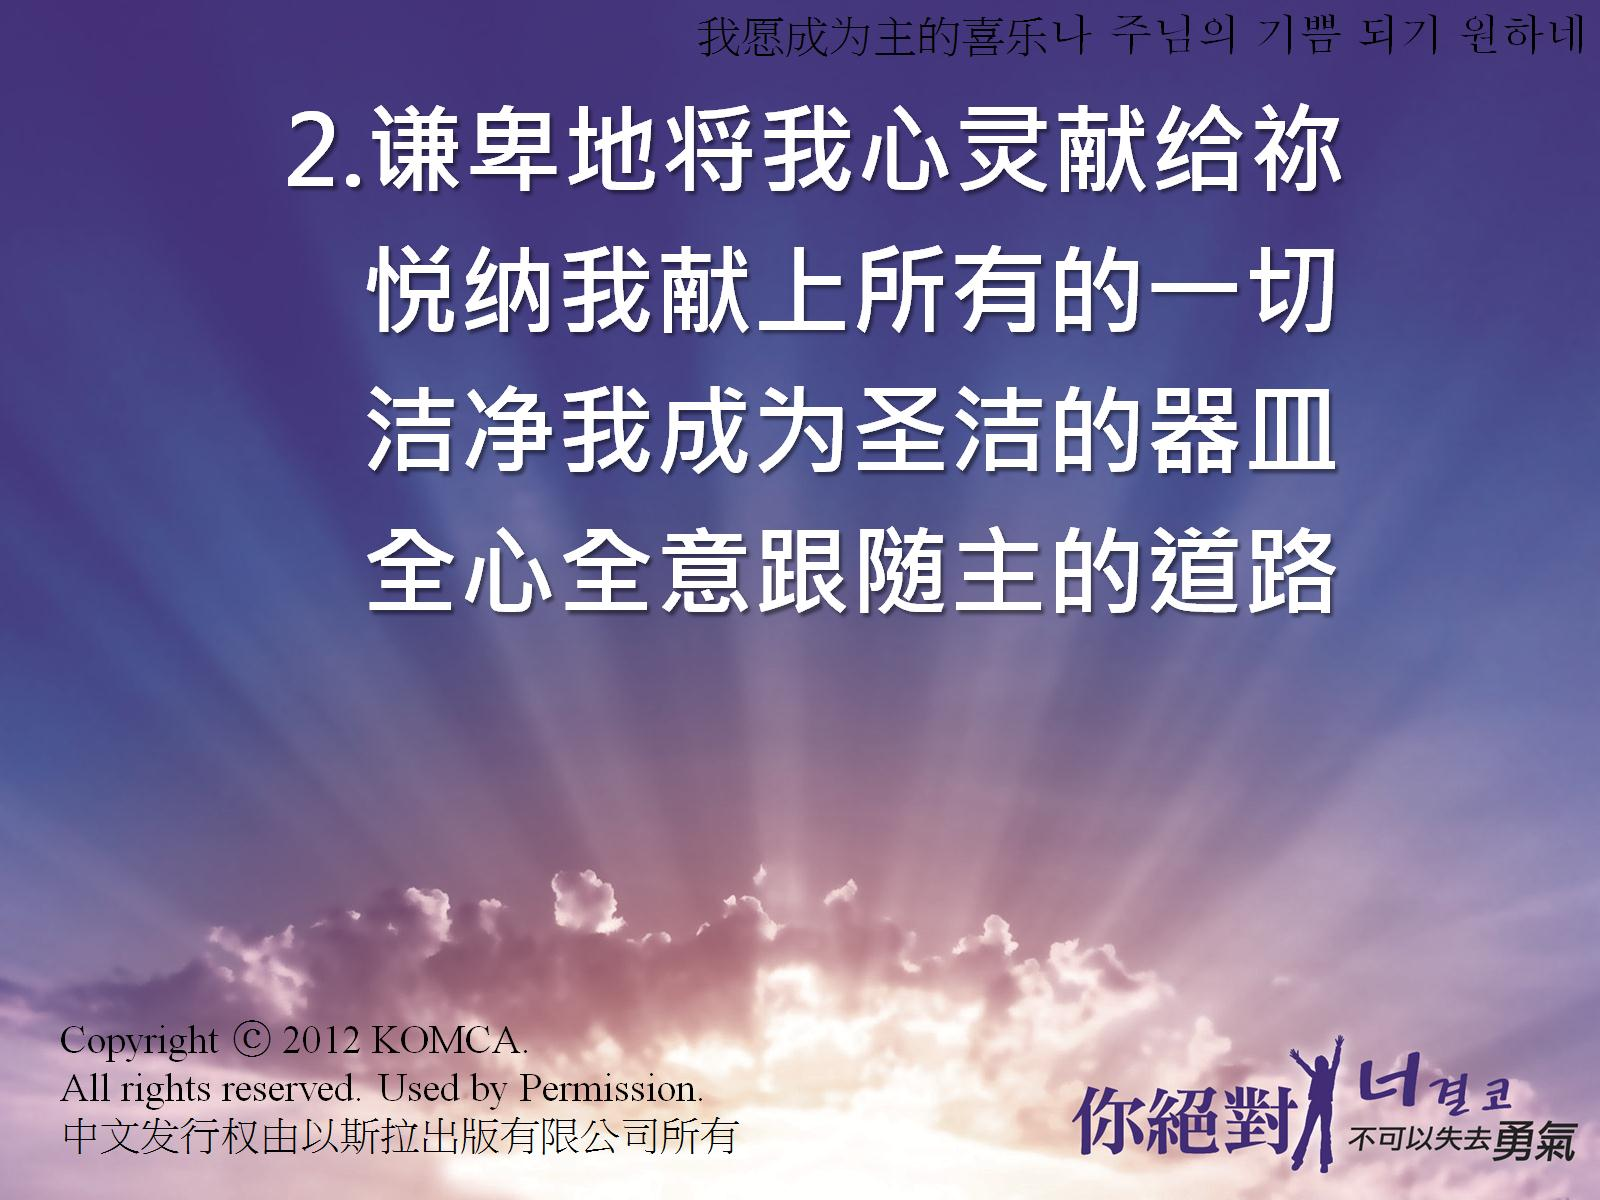 我愿成为主的喜乐나 주님의 기쁨 되기 원하네
2.谦卑地将我心灵献给祢
悦纳我献上所有的一切
洁净我成为圣洁的器皿
全心全意跟随主的道路
Copyright ⓒ 2012 KOMCA.
All rights reserved. Used by Permission.
中文发行权由以斯拉出版有限公司所有
你絕對 너 결코
不可以失去勇氣